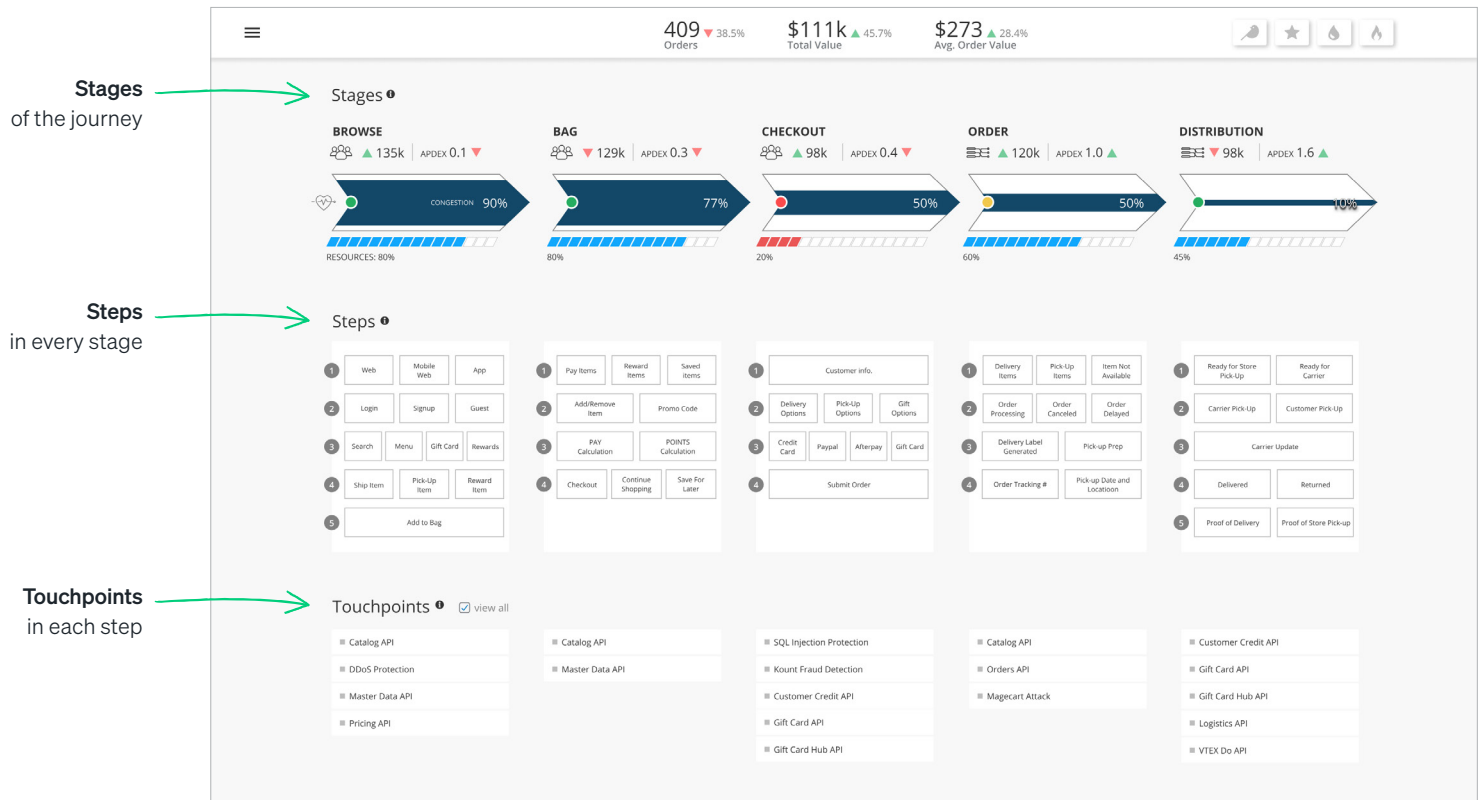 409 ▼ 38.5%
Orders
$111k ▲ 45.7%
Total Value
$273 ▲ 28.4%
Avg. Order Value
Stages
of the journey
Stages
BROWSE
▲ 135k APDEX 0.1 ▼
CONGESTION 90%
RESOURCES: 80%
BAG
▼ 129k APDEX 0.3 ▼
77%
80%
CHECKOUT
▲ 98k APDEX 0.4 ▼
50%
20%
ORDER
▲ 120k APDEX 1.0 ▲
50%
60%
DISTRIBUTION
▼ 98k APDEX 1.6 ▲
10%
45%
Steps
in every stage
Steps
1 Web Mobile Web App
2 Login Signup Guest
3 Search Menu Gift Card Rewards
4 Ship Item Pick-Up Item Reward Item
5 Add to Bag
1 Pay Items Reward Items Saved items
2 Add/Remove Item Promo Code
3 PAY Calculation POINTS Calculation
4 Checkout Continue Shopping Save For Later
1 Customer info.
2 Delivery Options Pick-Up Options Gift Options
3 Credit Card Paypal Afterpay Gift Card
4 Submit Order
1 Delivery Items Pick-Up Items Item Not Available
2 Order Processing Order Canceled Order Delayed
3 Delivery Label Generated Pick-up Prep
4 Order Tracking # Pick-up Date and Locatioon
1 Ready for Store Pick-Up Ready for Carrier
2 Carrier Pick-Up Customer Pick-Up
3 Carrier Update
4 Delivered Returned
5 Proof of Delivery Proof of Store Pick-up
Touchpoints
in each step
Touchpoints view all
Catalog API
DDoS Protection
Master Data API
Pricing API
Catalog API
Master Data API
SQL Injection Protection
Kount Fraud Detection
Customer Credit API
Gift Card API
Gift Card Hub API
Catalog API
Orders API
Magecart Attack
Customer Credit API
Gift Card API
Gift Card Hub API
Logistics API
VTEX Do API